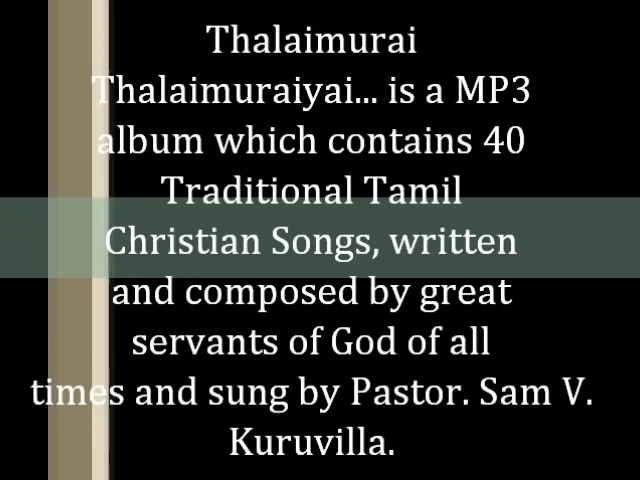 Thalaimurai
Thalaimuraiyai... is a MP3
album which contains 40
Traditional Tamil
Christian Songs, written
and composed by great
servants of God of all
times and sung by Pastor. Sam V.
Kuruvilla.